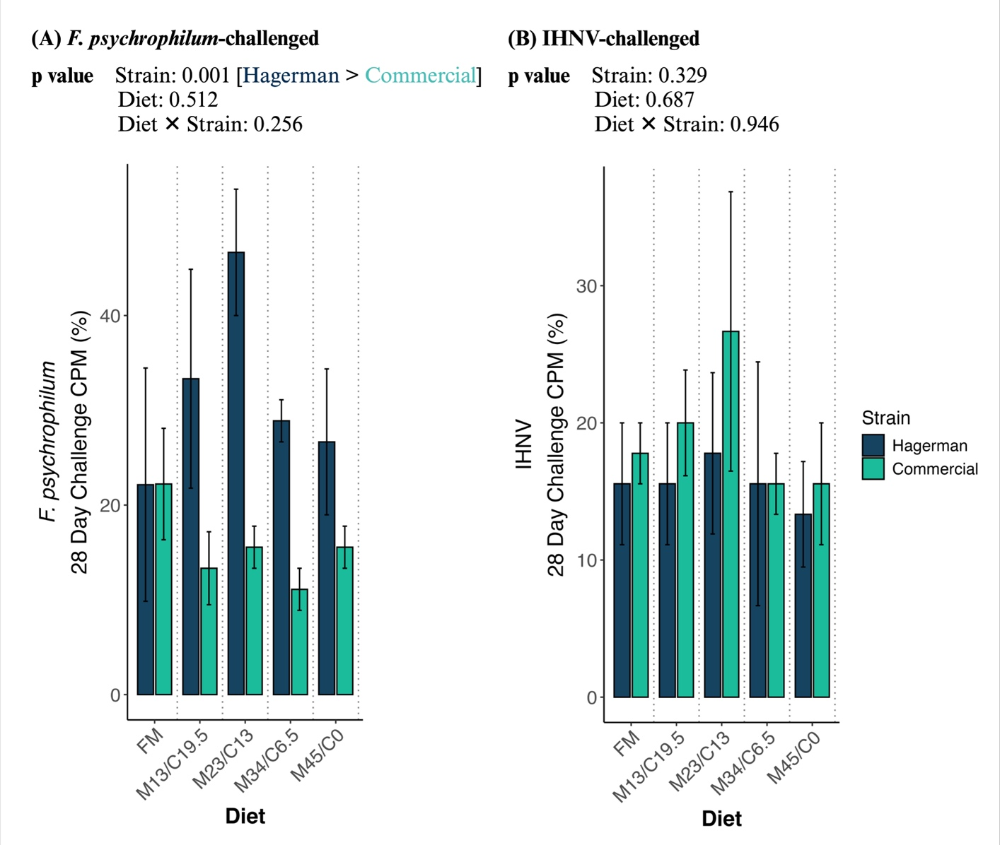 (A) F. psychrophilum-challenged
p value Strain: 0.001 [Hagerman > Commercial]
Diet: 0.512
Diet × Strain: 0.256
F. psychrophilum
28 Day Challenge CPM (%)
40
20
0
FM
M13/C19.5
M23/C13
M34/C6.5
M45/C0
Diet
(B) IHNV-challenged
p value Strain: 0.329
Diet: 0.687
Diet × Strain: 0.946
IHNV
28 Day Challenge CPM (%)
30
20
10
0
FM
M13/C19.5
M23/C13
M34/C6.5
M45/C0
Diet
Strain
Hagerman
Commercial